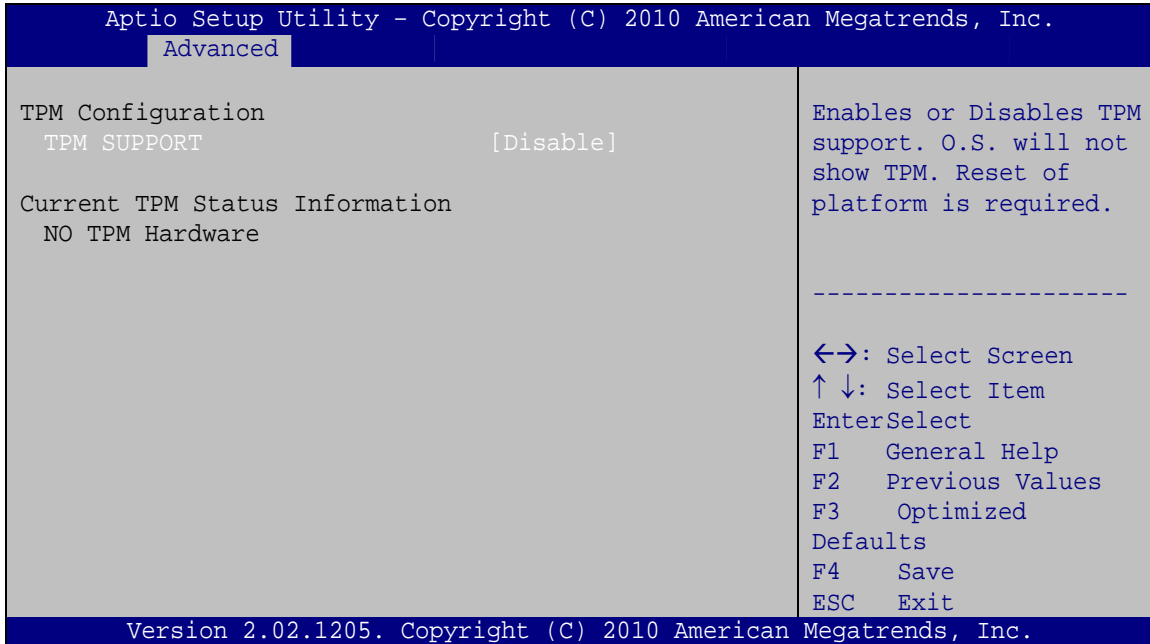 Aptio Setup Utility – Copyright (C) 2010 American Megatrends, Inc.
Advanced
TPM Configuration
TPM SUPPORT [Disable]
Current TPM Status Information
NO TPM Hardware
Enables or Disables TPM
support. O.S. will not
show TPM. Reset of
platform is required.
----------------------
←→: Select Screen
↑ ↓: Select Item
EnterSelect
F1 General Help
F2 Previous Values
F3 Optimized
Defaults
F4 Save
ESC Exit
Version 2.02.1205. Copyright (C) 2010 American Megatrends, Inc.